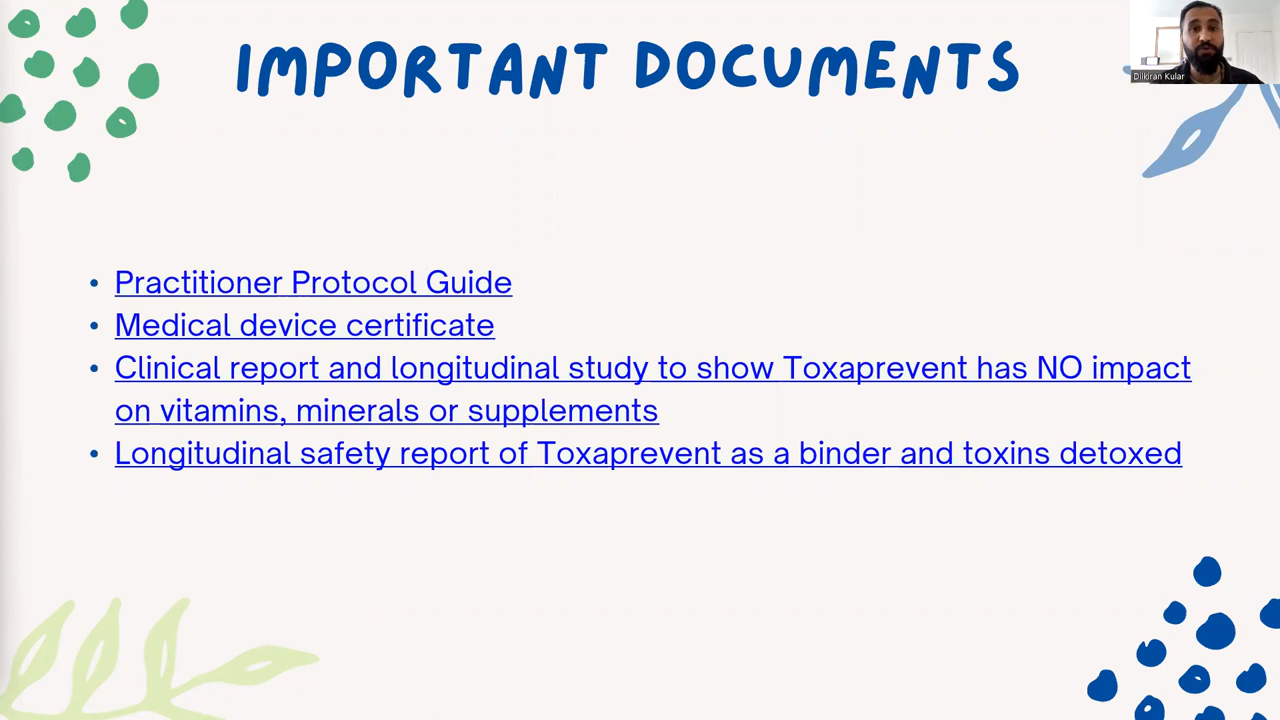 IMPORTANT DOCUMENTS
Dilkiran Kular
• Practitioner Protocol Guide
• Medical device certificate
• Clinical report and longitudinal study to show Toxaprevent has NO impact
on vitamins, minerals or supplements
• Longitudinal safety report of Toxaprevent as a binder and toxins detoxed